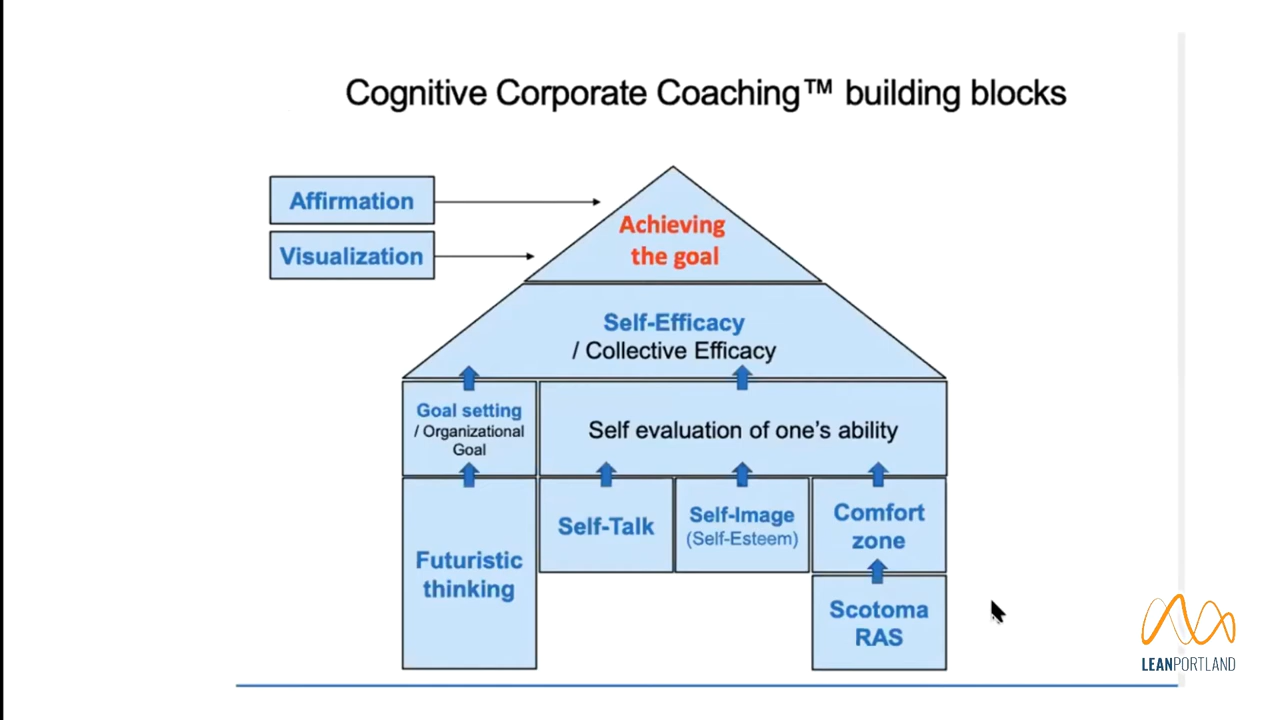 Cognitive Corporate Coaching™ building blocks
Affirmation
Visualization
Achieving
the goal
Self-Efficacy
/ Collective Efficacy
Goal setting
/ Organizational
Goal
Self evaluation of one's ability
Futuristic
thinking
Self-Talk
Self-Image
(Self-Esteem)
Comfort
zone
Scotoma
RAS
LEANPORTLAND